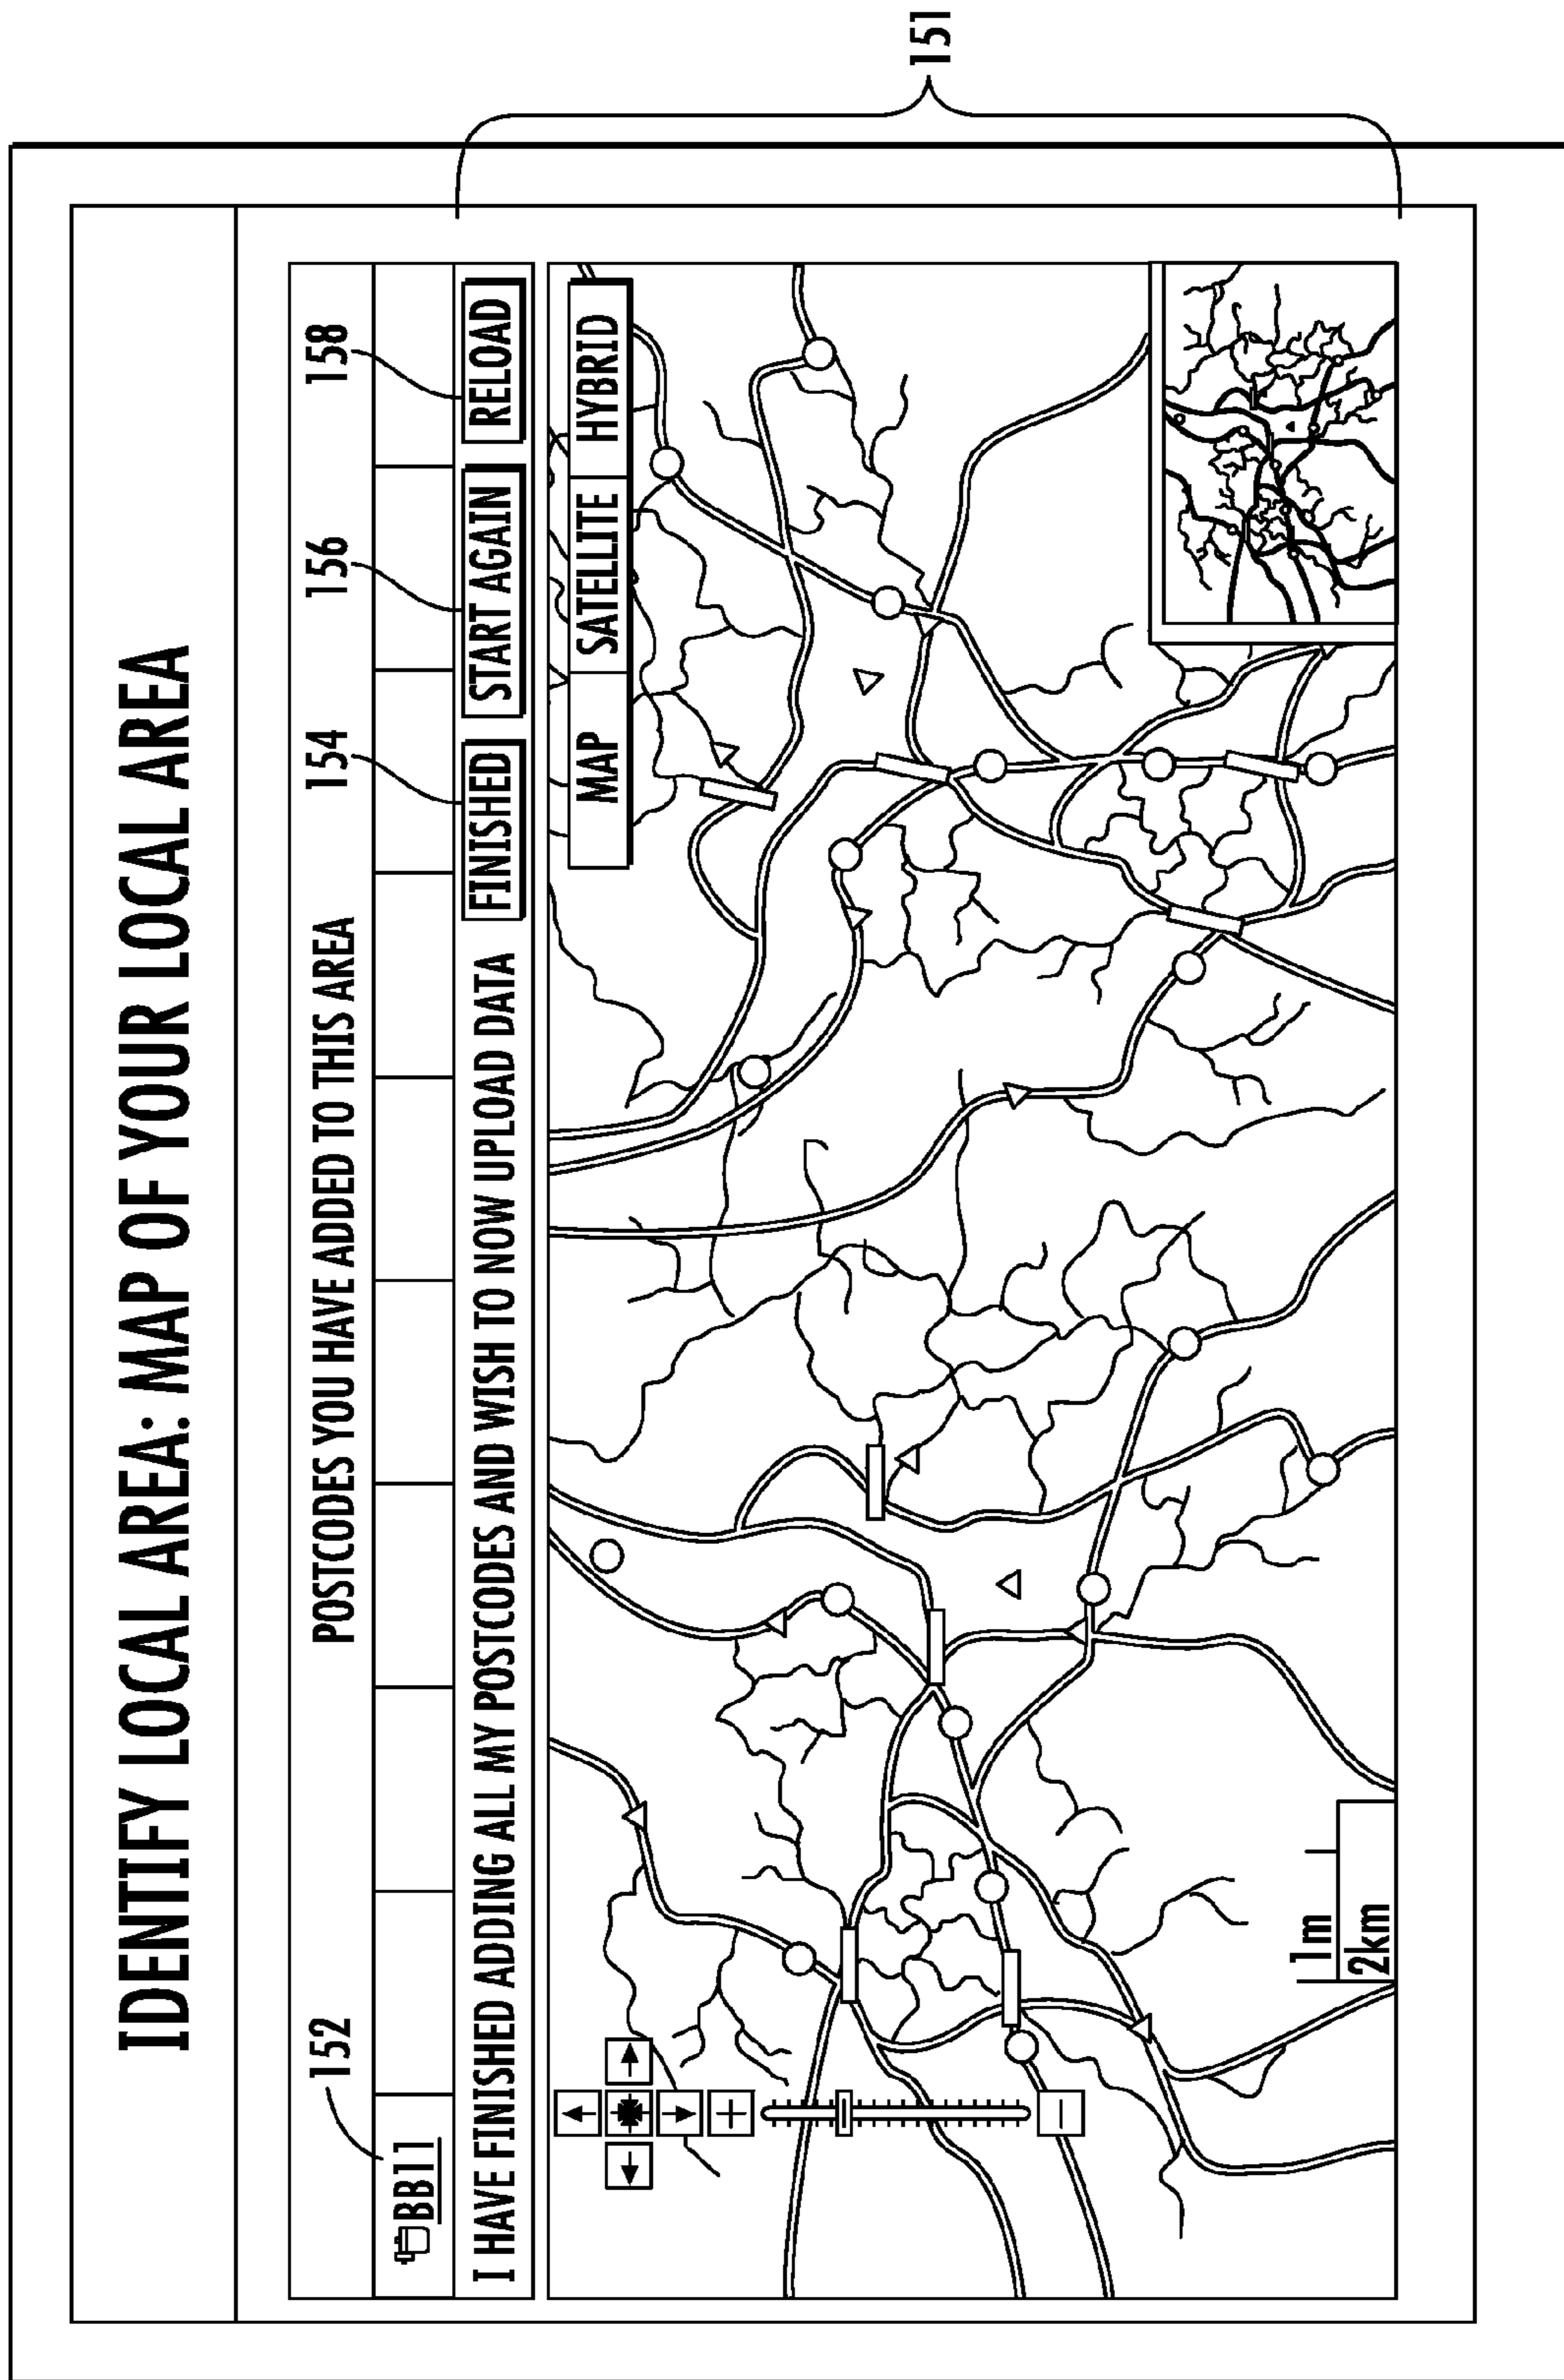 IDENTIFY LOCAL AREA: MAP OF YOUR LOCAL AREA
152
154
156
158
POSTCODES YOU HAVE ADDED TO THIS AREA
BB11
I HAVE FINISHED ADDING ALL MY POSTCODES AND WISH TO NOW UPLOAD DATA
FINISHED
START AGAIN
RELOAD
MAP
SATELLITE
HYBRID
151
1m
2km